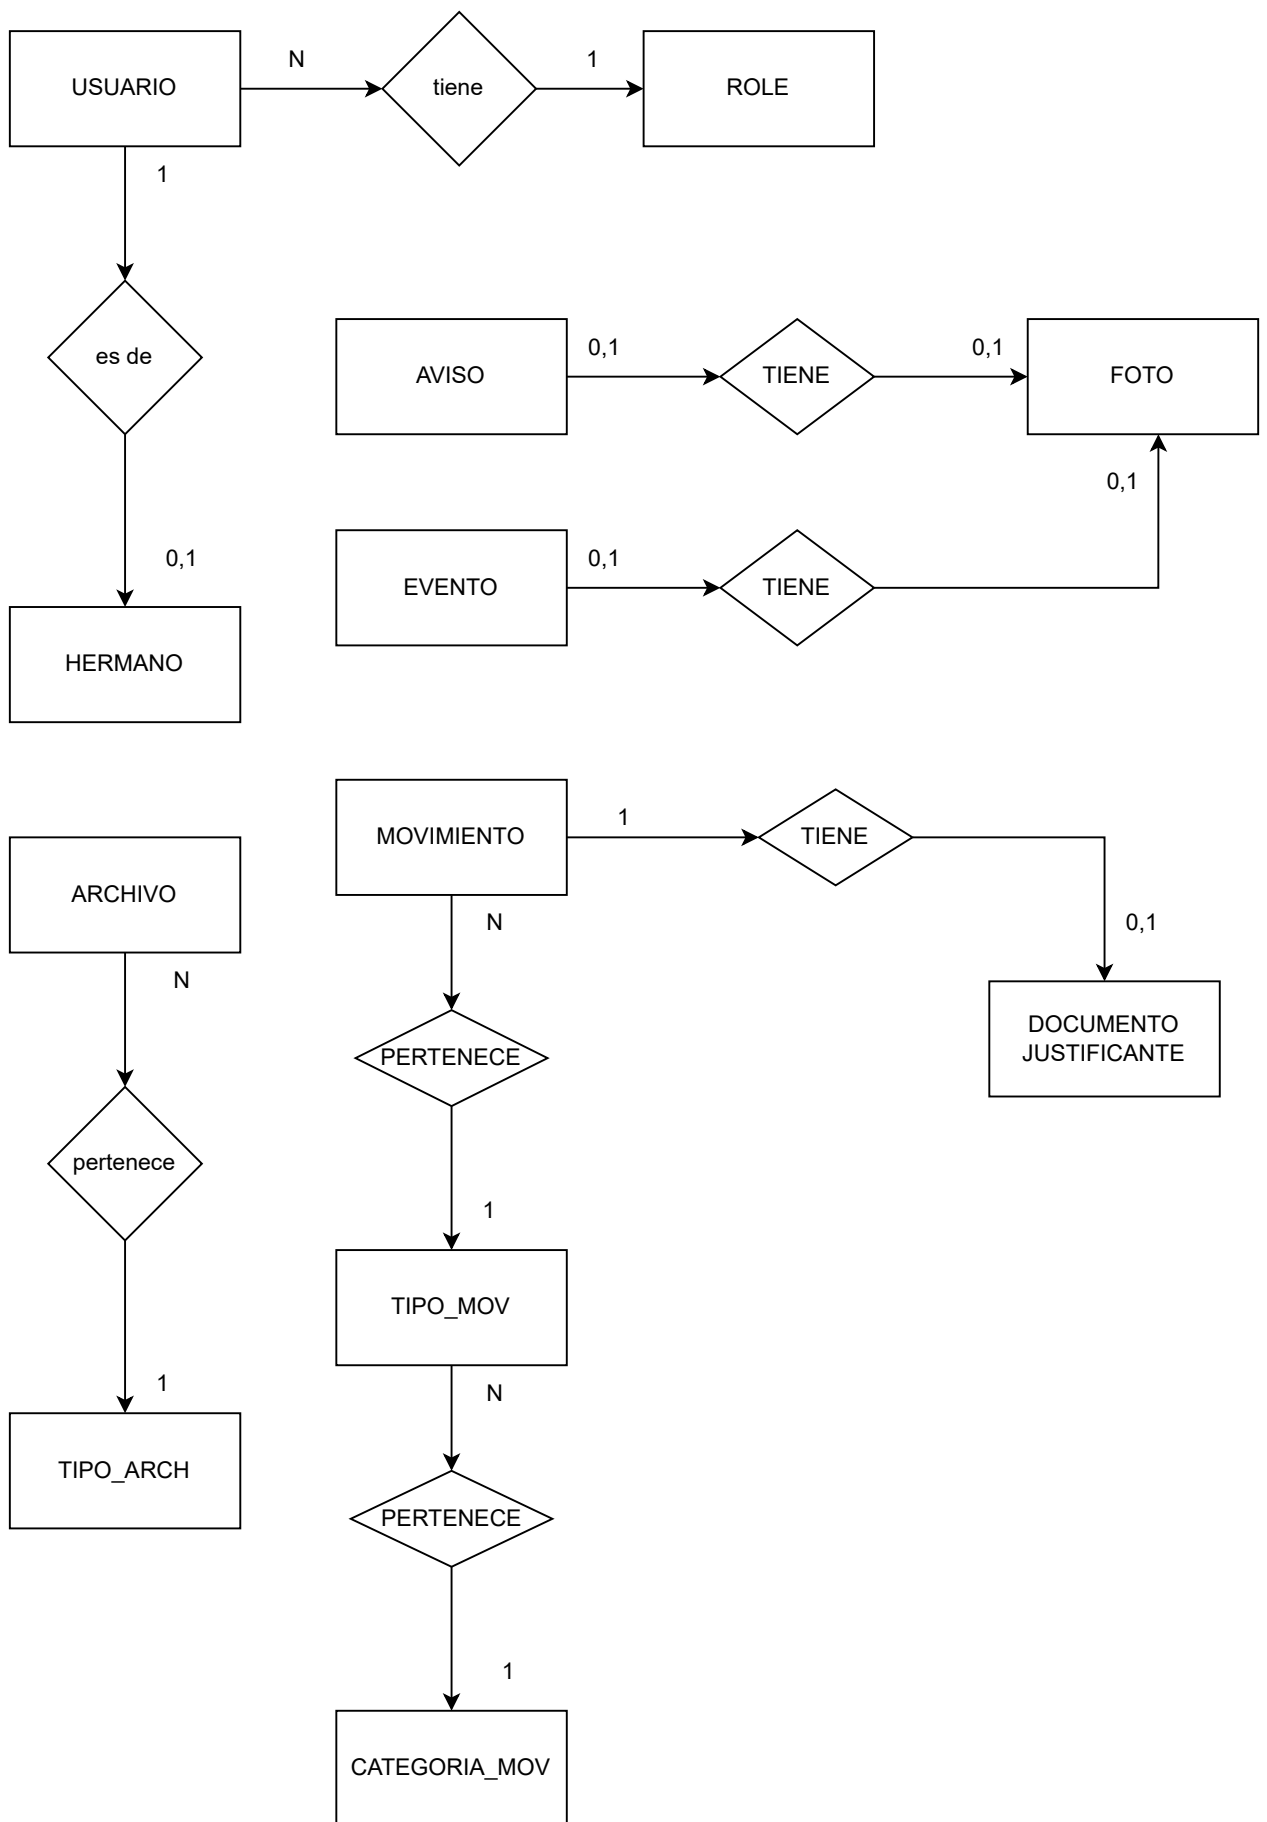 USUARIO
N
tiene
1
ROLE
1
es de
0,1
HERMANO
AVISO
0,1
TIENE
0,1
FOTO
EVENTO
0,1
TIENE
0,1
ARCHIVO
N
pertenece
1
TIPO_ARCH
MOVIMIENTO
1
TIENE
0,1
DOCUMENTO
JUSTIFICANTE
N
PERTENECE
1
TIPO_MOV
N
PERTENECE
1
CATEGORIA_MOV